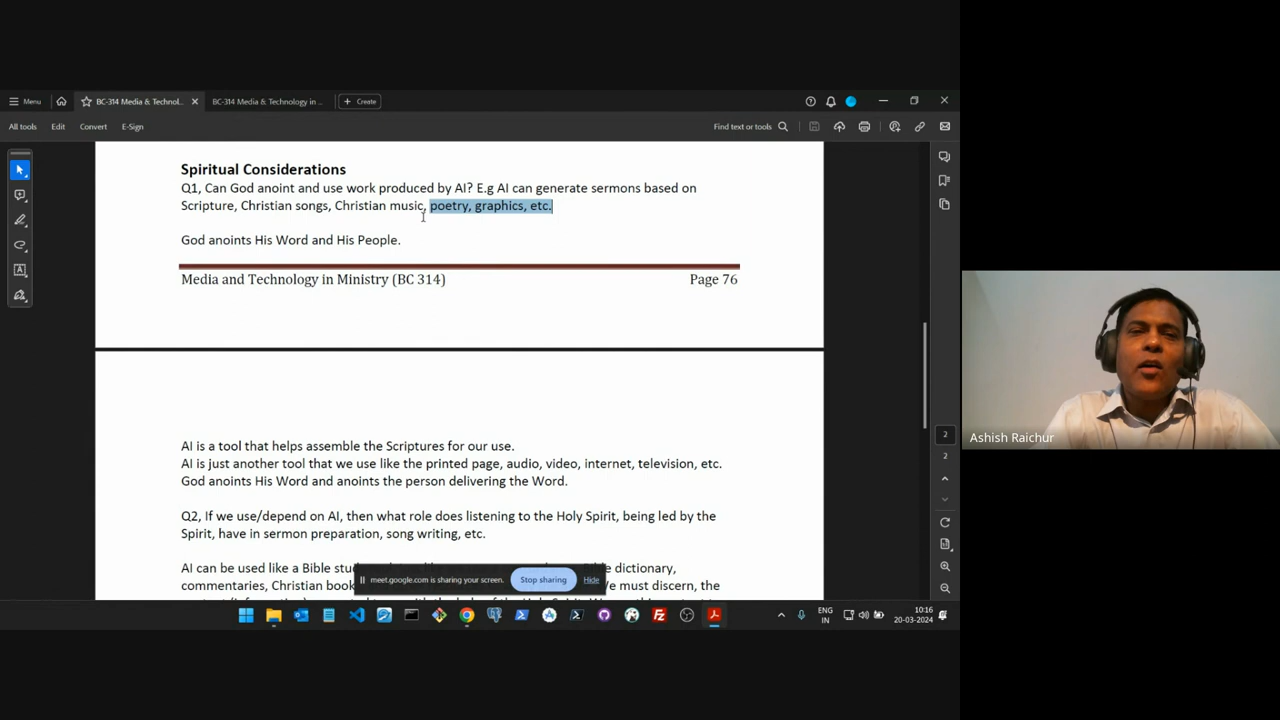 Menu
BC-314 Media & Technol...
BC-314 Media & Technology in ...
Create
All tools
Edit
Convert
E-Sign
Find text or tools
Spiritual Considerations
Q1, Can God anoint and use work produced by AI? E.g AI can generate sermons based on
Scripture, Christian songs, Christian music, poetry, graphics, etc.
God anoints His Word and His People.
Media and Technology in Ministry (BC 314)
Page 76
AI is a tool that helps assemble the Scriptures for our use.
AI is just another tool that we use like the printed page, audio, video, internet, television, etc.
God anoints His Word and anoints the person delivering the Word.
Q2, If we use/depend on AI, then what role does listening to the Holy Spirit, being led by the
Spirit, have in sermon preparation, song writing, etc.
AI can be used like a Bible stud dictionary,
commentaries, Christian book We must discern, the
meet.google.com is sharing your screen.
Stop sharing
Hide
2
2
Ashish Raichur
ENG
IN
10:16
20-03-2024